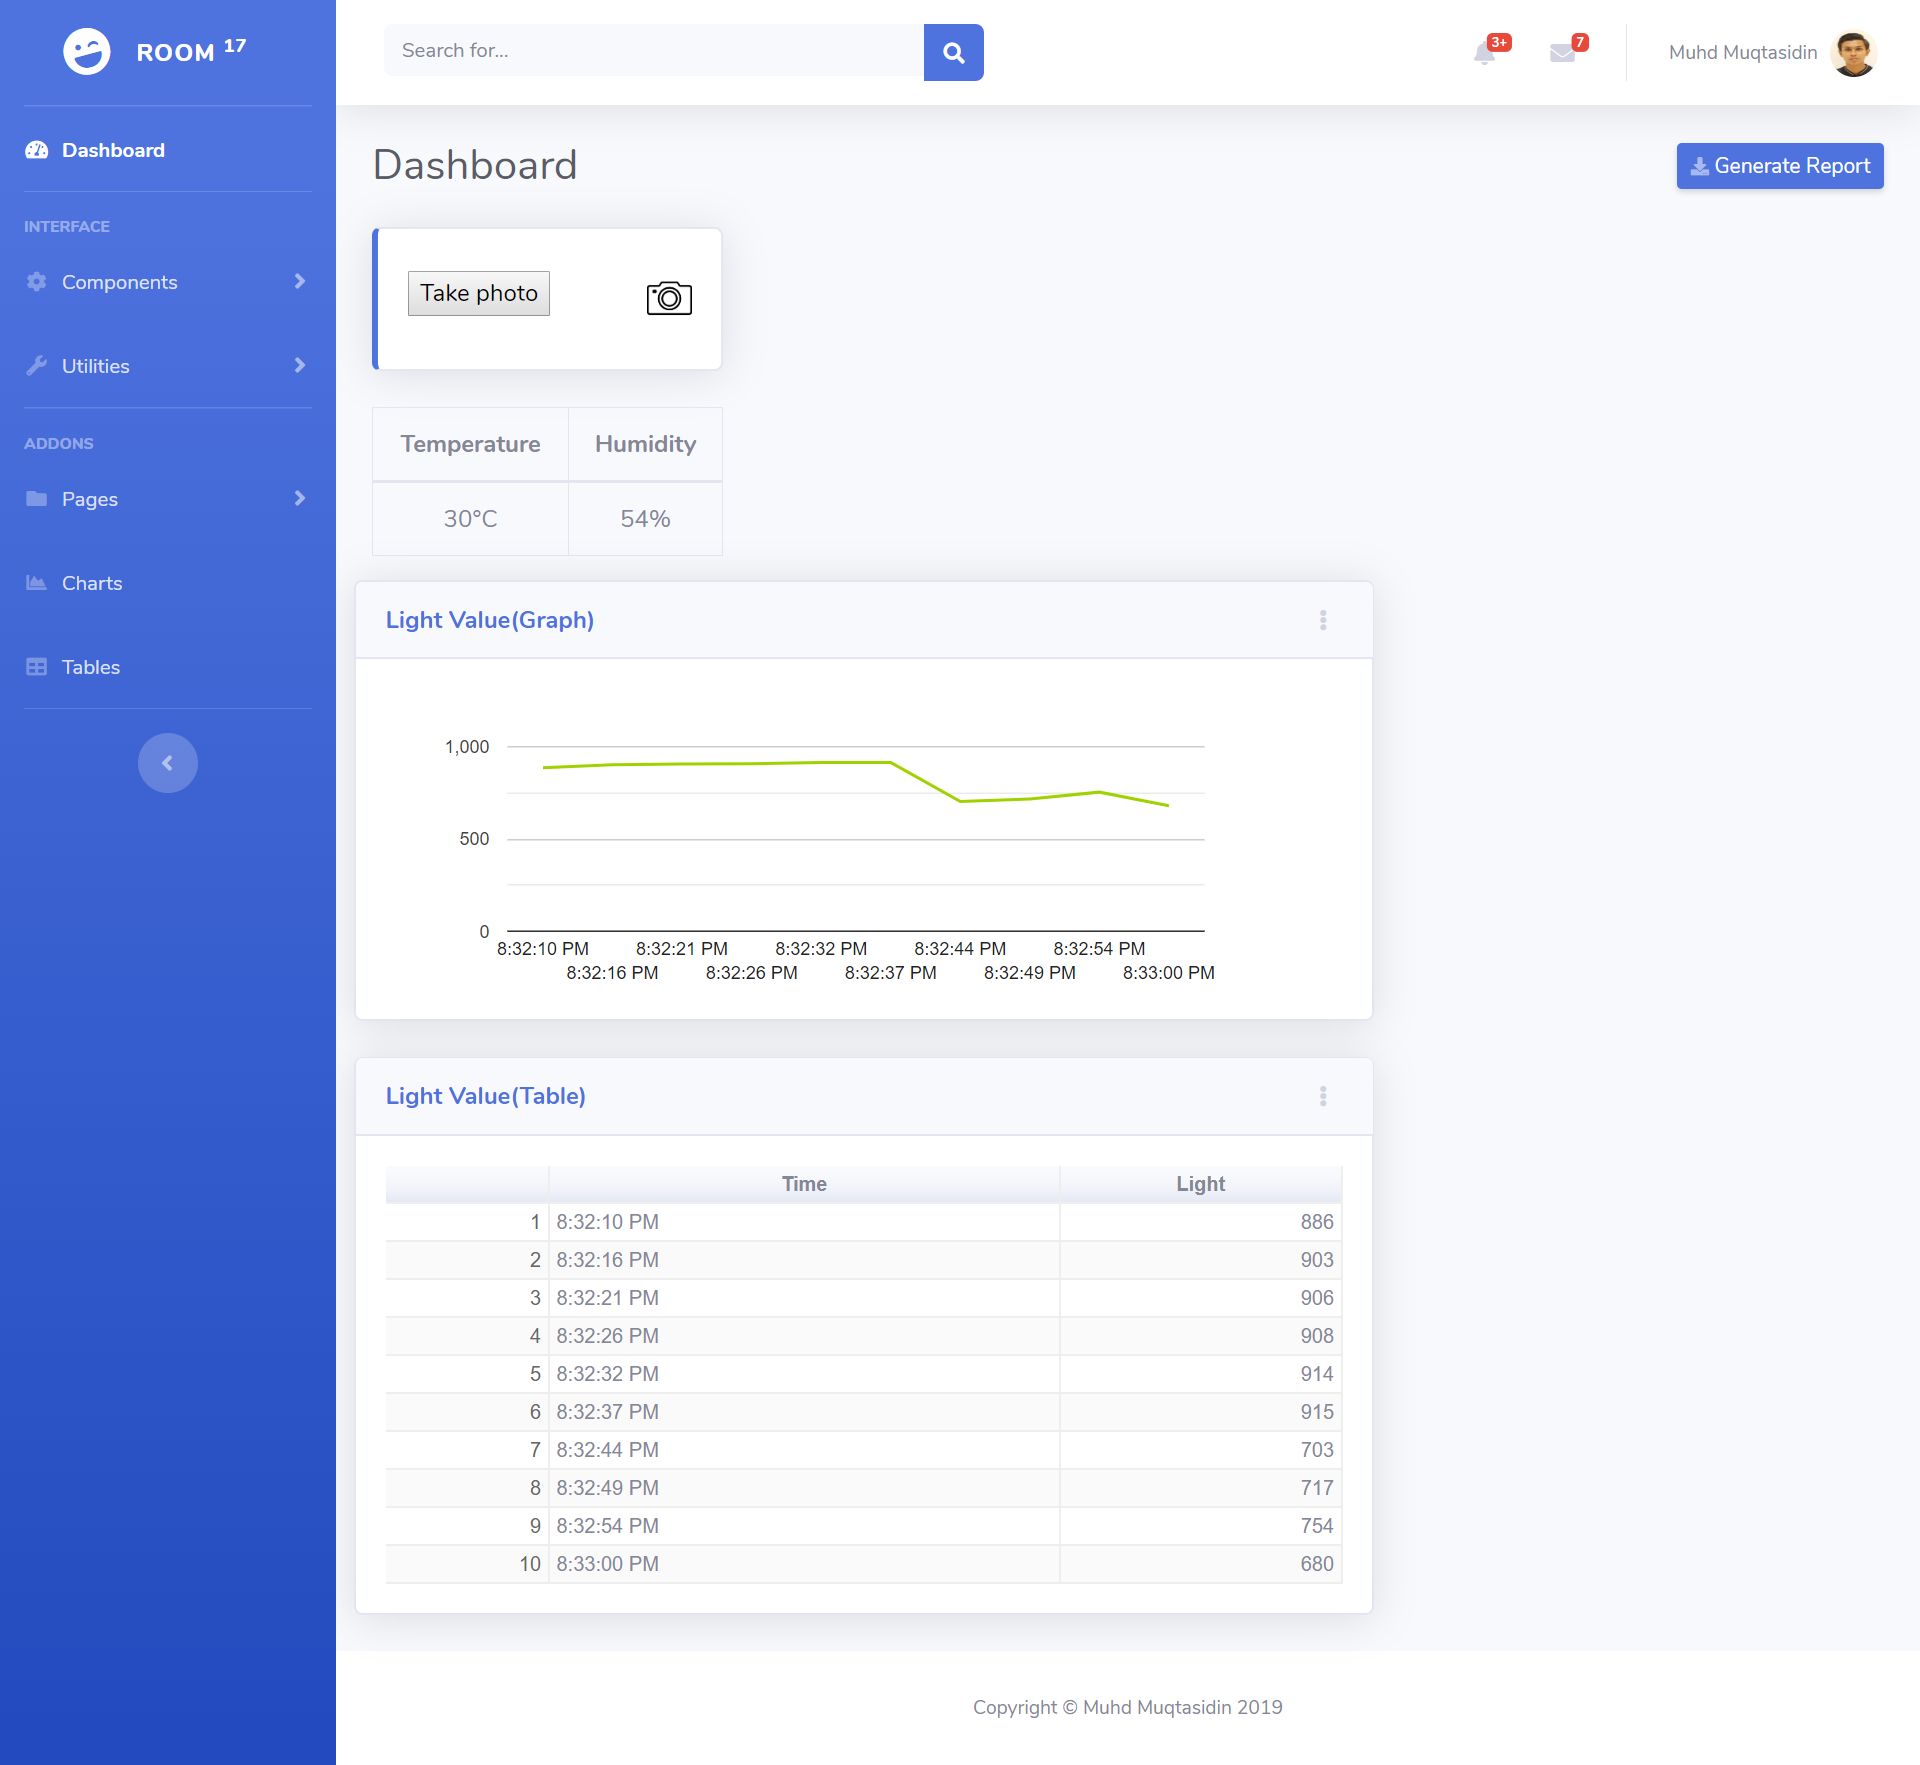 ROOM 17
Search for...
3+
7
Muhd Muqtasidin
Dashboard
INTERFACE
Components
Utilities
ADDONS
Pages
Charts
Tables
Dashboard
Generate Report
Take photo
Temperature Humidity
30°C 54%
Light Value(Graph)
1,000
500
0
8:32:10 PM 8:32:21 PM 8:32:32 PM 8:32:44 PM 8:32:54 PM
8:32:16 PM 8:32:26 PM 8:32:37 PM 8:32:49 PM 8:33:00 PM
Light Value(Table)
Time Light
1 8:32:10 PM 886
2 8:32:16 PM 903
3 8:32:21 PM 906
4 8:32:26 PM 908
5 8:32:32 PM 914
6 8:32:37 PM 915
7 8:32:44 PM 703
8 8:32:49 PM 717
9 8:32:54 PM 754
10 8:33:00 PM 680
Copyright © Muhd Muqtasidin 2019